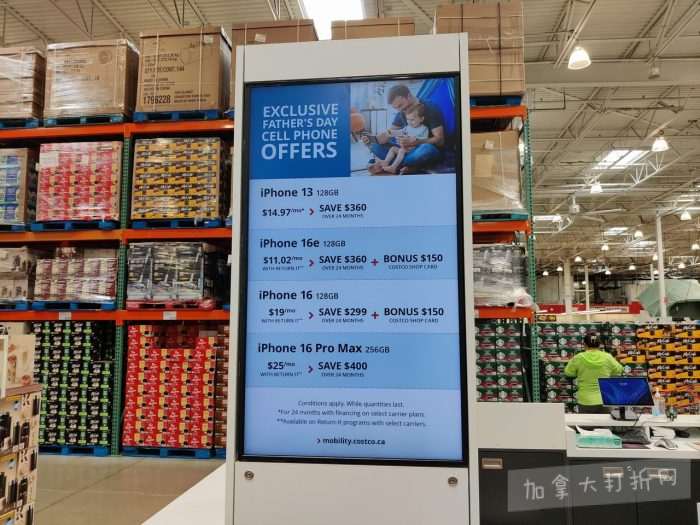 EXCLUSIVE
FATHER'S DAY
CELL PHONE
OFFERS
iPhone 13 128GB
$14.97/mo* > SAVE $360
OVER 24 MONTHS
iPhone 16e 128GB
$11.02/mo > SAVE $360 + BONUS $150
WITH RETURN IT** OVER 24 MONTHS COSTCO SHOP CARD
iPhone 16 128GB
$19/mo > SAVE $299 + BONUS $150
WITH RETURN IT** OVER 24 MONTHS COSTCO SHOP CARD
iPhone 16 Pro Max 256GB
$25/mo > SAVE $400
WITH RETURN IT** OVER 24 MONTHS
Conditions apply. While quantities last.
*For 24 months with financing on select carrier plans.
**Available on Return It programs with select carriers.
> mobility.costco.ca
1796228
加拿大打折网